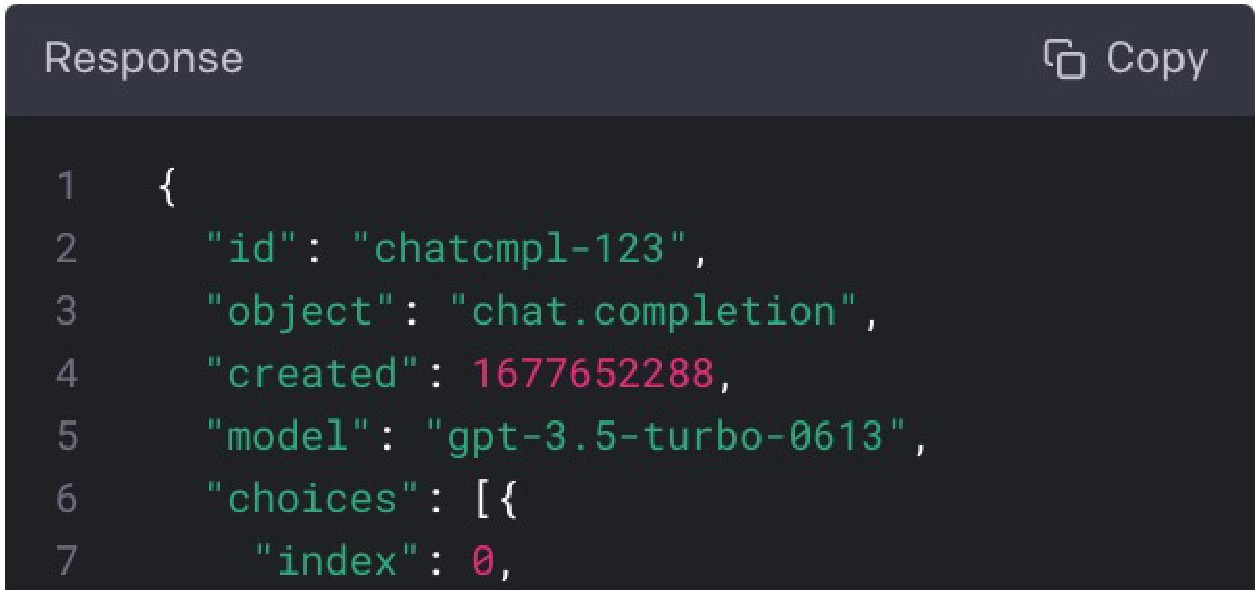 Response Copy
1 {
2 "id": "chatcmpl-123",
3 "object": "chat.completion",
4 "created": 1677652288,
5 "model": "gpt-3.5-turbo-0613",
6 "choices": [{
7 "index": 0,